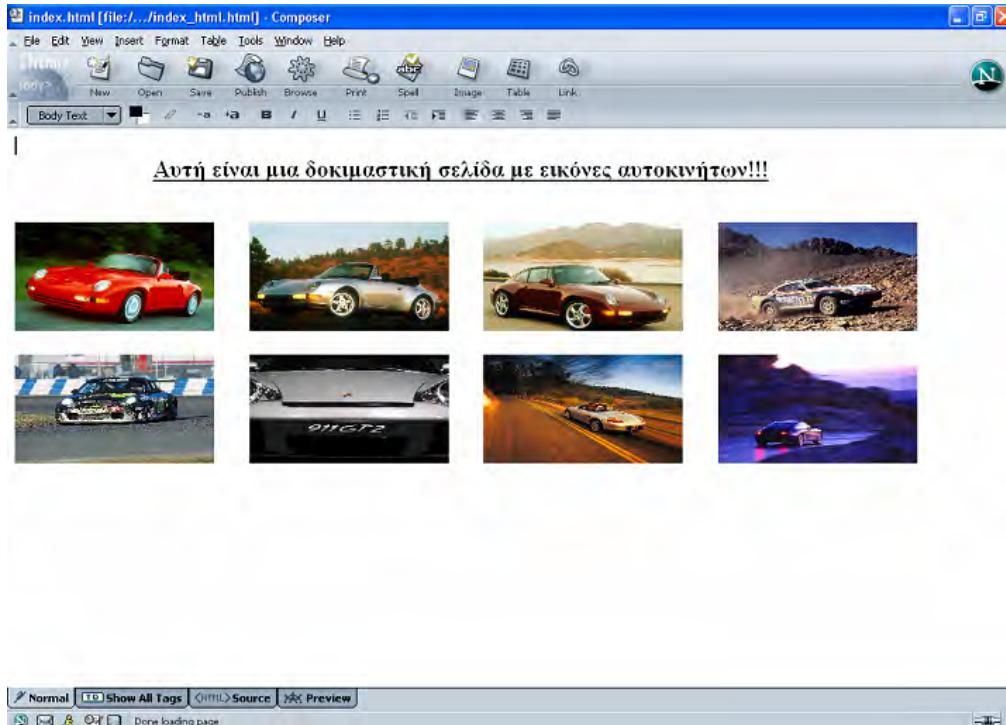 index.html [file:/.../index_html.html] - Composer
File Edit View Insert Format Table Tools Window Help
New Open Save Publish Browse Print Spell Image Table Link
Body Text
Αυτή είναι μια δοκιμαστική σελίδα με εικόνες αυτοκινήτων!!!
911GT2
Normal TD Show All Tags <HTML> Source Preview
Done loading page